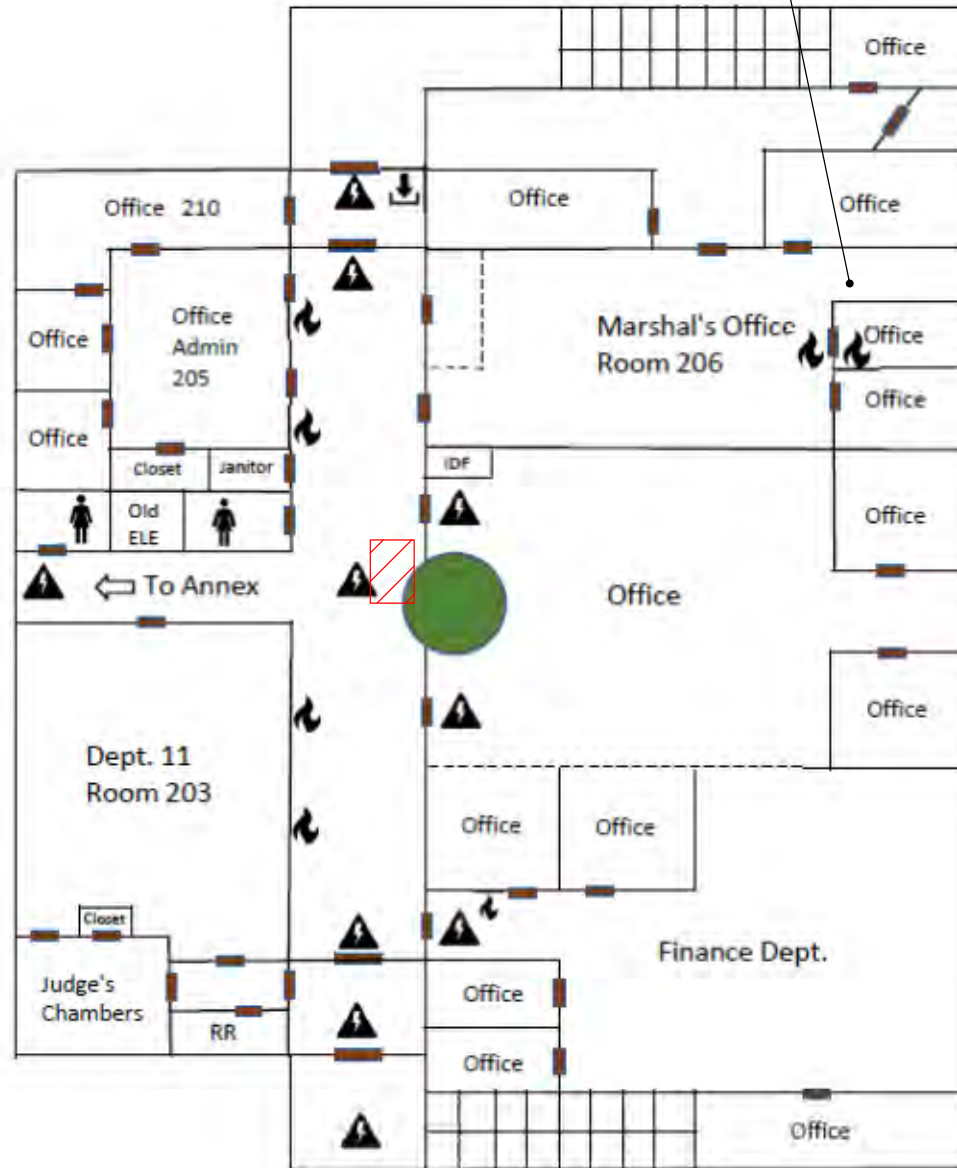 Office
Office 210
Office
Office
Office
Admin
205
Marshal's Office
Room 206
Office
Office
Office
Office
Closet
Janitor
IDF
Old
ELE
Office
To Annex
Office
Office
Dept. 11
Room 203
Office
Office
Closet
Finance Dept.
Judge's
Chambers
Office
RR
Office
Office